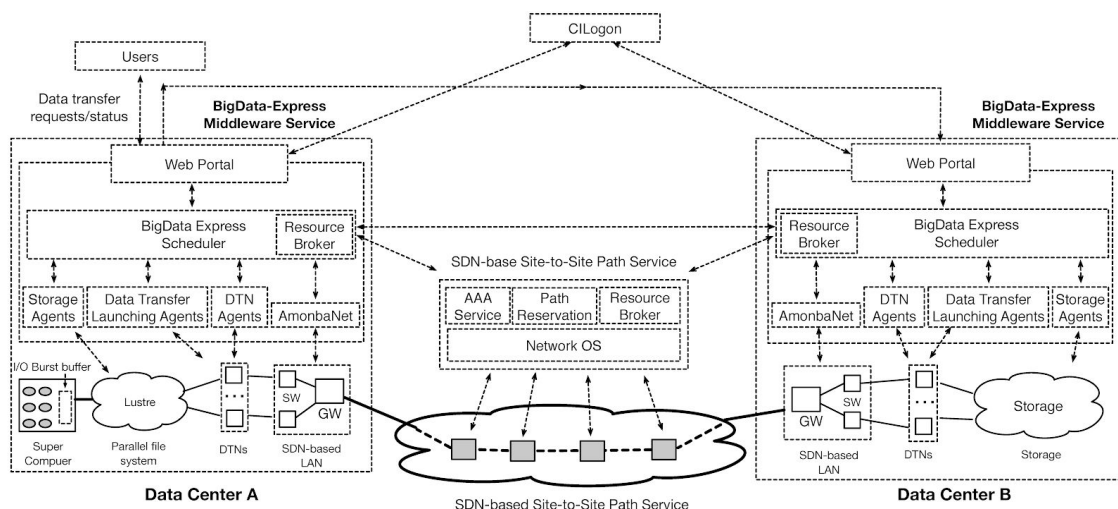 CILogon
Users
Data transfer
requests/status
BigData-Express
Middleware Service
BigData-Express
Middleware Service
Web Portal
Web Portal
BigData Express
Scheduler
Resource
Broker
Resource
Broker
BigData Express
Scheduler
SDN-base Site-to-Site Path Service
Storage
Agents
Data Transfer
Launching Agents
DTN
Agents
AmonbaNet
AAA
Service
Path
Reservation
Resource
Broker
Network OS
AmonbaNet
DTN
Agents
Data Transfer
Launching Agents
Storage
Agents
I/O Burst buffer
Lustre
SW
GW
GW
SW
Storage
Super
Compuer
Parallel file
system
DTNs
SDN-based
LAN
SDN-based
LAN
DTNs
Storage
Data Center A
SDN-based Site-to-Site Path Service
Data Center B